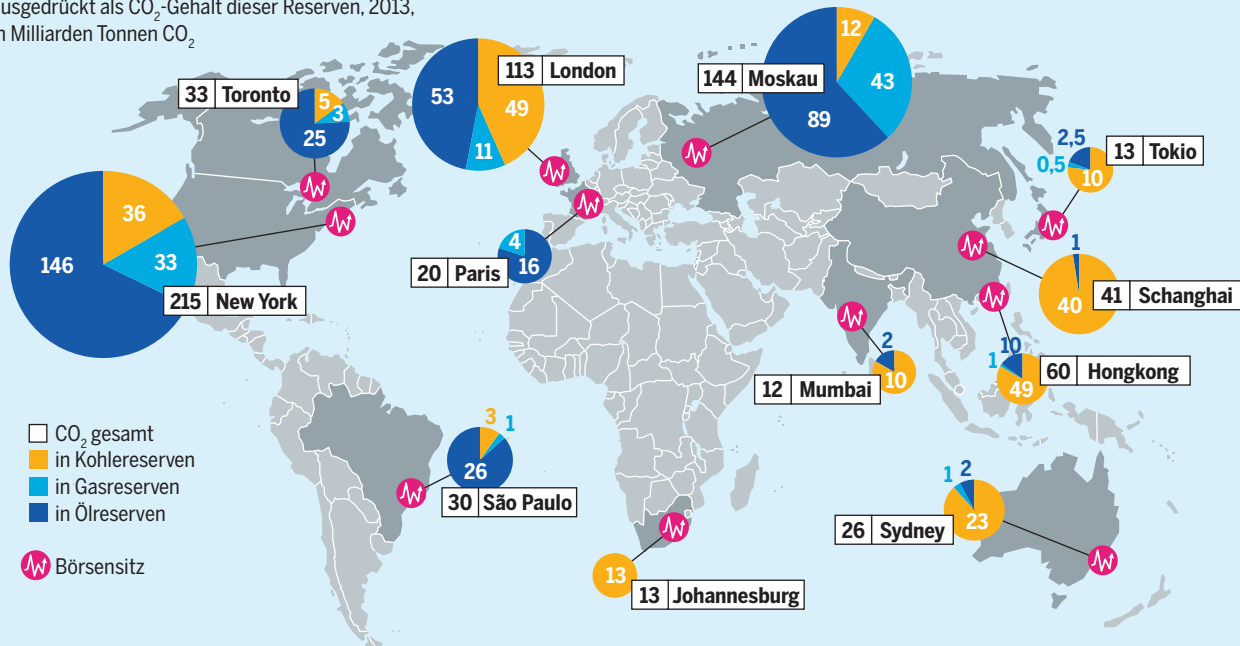 usgedrückt als CO₂-Gehalt dieser Reserven, 2013,
n Milliarden Tonnen CO₂
33 Toronto
5
3
25
113 London
53
49
11
144 Moskau
12
43
89
2,5
0,5
10
13 Tokio
36
146
33
215 New York
4
16
20 Paris
1
40
41 Schanghai
2
10
12 Mumbai
10
1
49
60 Hongkong
CO₂ gesamt
in Kohlereserven
in Gasreserven
in Ölreserven
Börsensitz
3
1
26
30 São Paulo
13
13 Johannesburg
1
2
23
26 Sydney